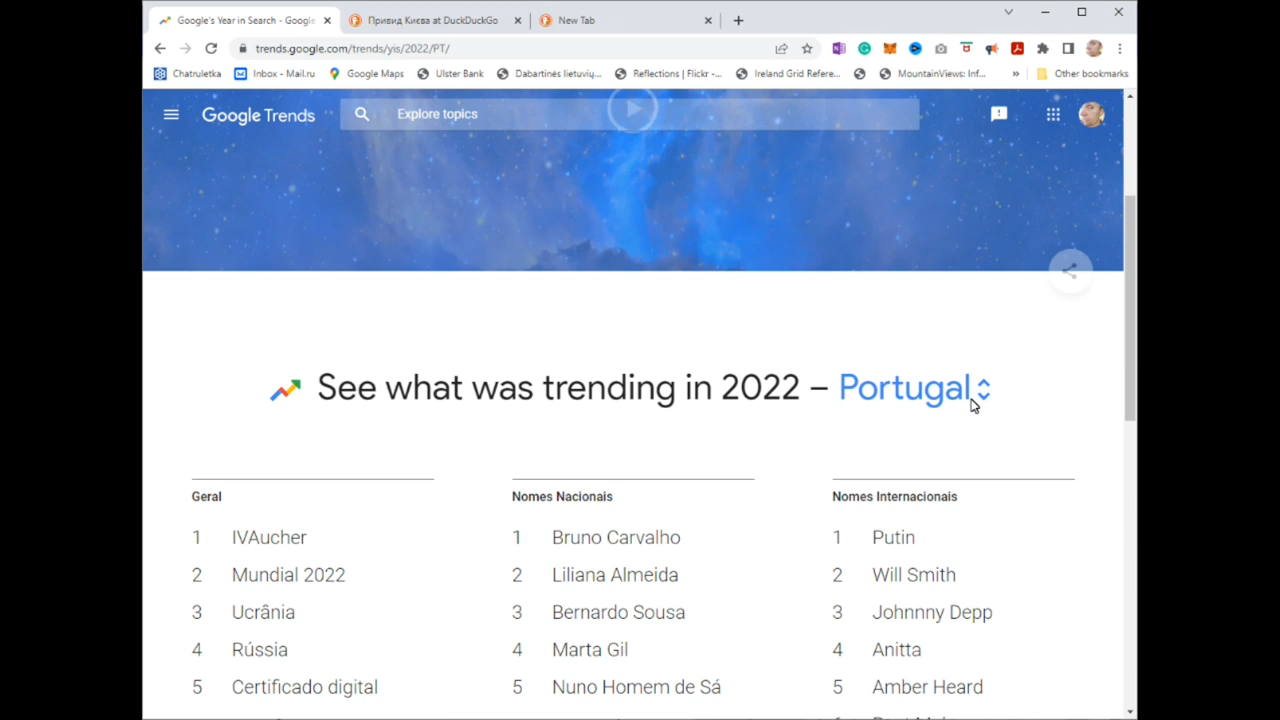 Google's Year in Search - Google
Привид Києва at DuckDuckGo
New Tab
trends.google.com/trends/yis/2022/PT/
Chatruletka
Inbox - Mail.ru
Google Maps
Ulster Bank
Dabartinės lietuvių...
Reflections | Flickr -...
Ireland Grid Refere...
MountainViews: Inf...
Other bookmarks
Google Trends
Explore topics
See what was trending in 2022 – Portugal
Geral
1 IVAucher
2 Mundial 2022
3 Ucrânia
4 Rússia
5 Certificado digital
Nomes Nacionais
1 Bruno Carvalho
2 Liliana Almeida
3 Bernardo Sousa
4 Marta Gil
5 Nuno Homem de Sá
Nomes Internacionais
1 Putin
2 Will Smith
3 Johnnny Depp
4 Anitta
5 Amber Heard